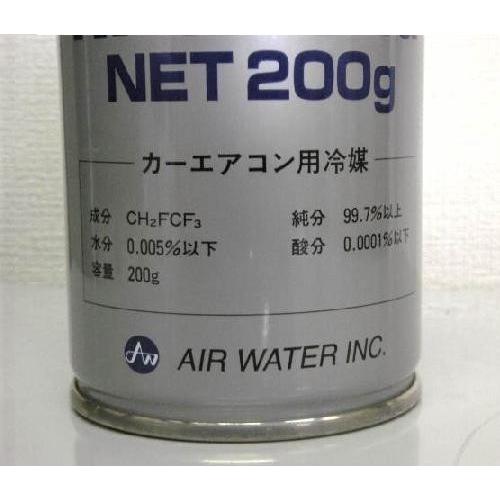 NET 200g
カーエアコン用冷媒
成分 CH₂FCF₃ 純分 99.7%以上
水分 0.005%以下 酸分 0.0001%以下
容量 200g
AW AIR WATER INC.